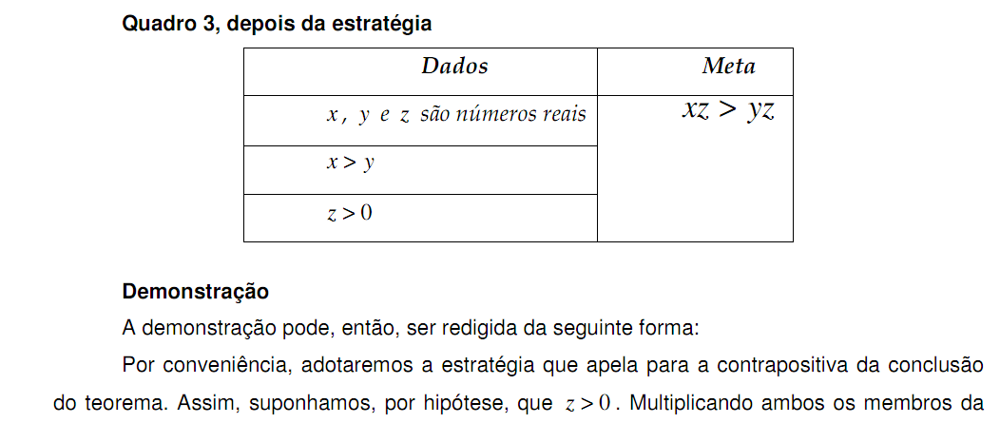 Quadro 3, depois da estratégia
Dados Meta
x, y e z são números reais xz > yz
x > y
z > 0
Demonstração
A demonstração pode, então, ser redigida da seguinte forma:
Por conveniência, adotaremos a estratégia que apela para a contrapositiva da conclusão
do teorema. Assim, suponhamos, por hipótese, que z > 0. Multiplicando ambos os membros da